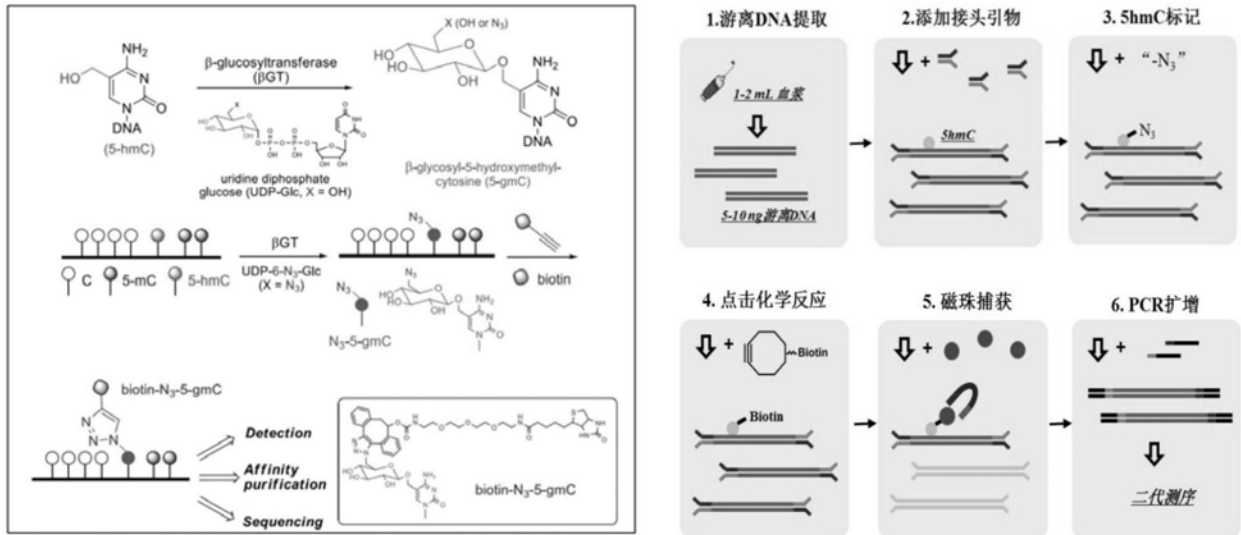 X (OH or N₃)
NH₂
HO
N
N
O
DNA
(5-hmC)
β-glucosyltransferase
(βGT)
uridine diphosphate
glucose (UDP-Glc, X = OH)
HO
HO
OH
O
NH₂
N
N
O
DNA
β-glycosyl-5-hydroxymethyl-
cytosine (5-gmC)
C
5-mC
5-hmC
βGT
UDP-6-N₃-Glc
(X = N₃)
N₃
N₃
N₃-5-gmC
N₃
biotin
biotin-N₃-5-gmC
Detection
Affinity
purification
Sequencing
biotin-N₃-5-gmC
1.游离DNA提取
1-2 mL 血浆
5-10 ng游离DNA
2.添加接头引物
+
5hmC
3. 5hmC标记
+ “-N₃”
N₃
4. 点击化学反应
+
Biotin
Biotin
5. 磁珠捕获
+
6. PCR扩增
+
二代测序